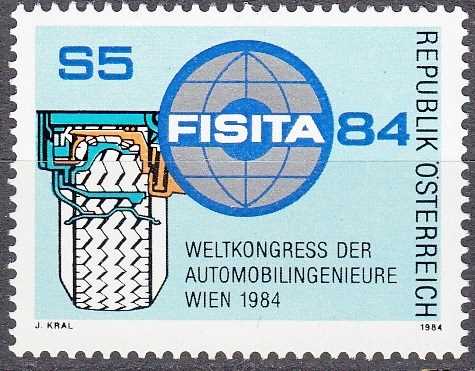 S5
FISITA 84
REPUBLIK ÖSTERREICH
WELTKONGRESS DER
AUTOMOBILINGENIEURE
WIEN 1984
J. KRAL
1984